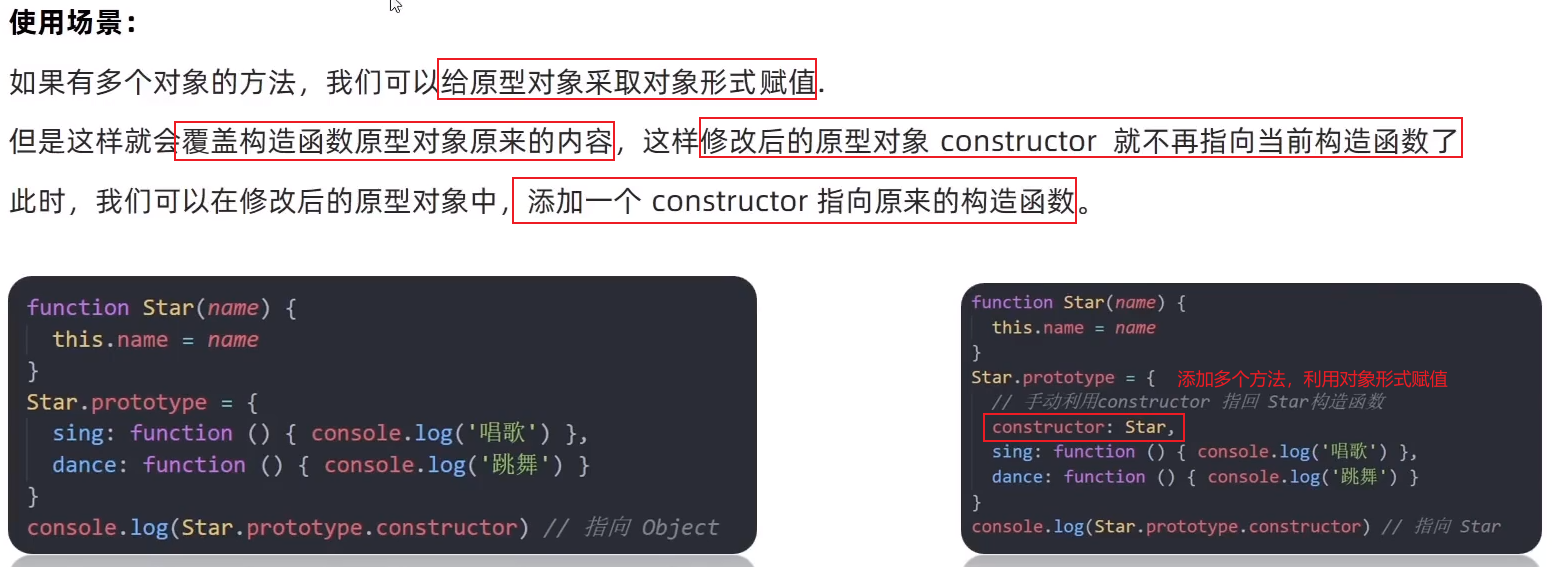 使用场景：
如果有多个对象的方法，我们可以给原型对象采取对象形式赋值.
但是这样就会覆盖构造函数原型对象原来的内容，这样修改后的原型对象 constructor 就不再指向当前构造函数了
此时，我们可以在修改后的原型对象中，添加一个 constructor 指向原来的构造函数。
function Star(name) {
  this.name = name
}
Star.prototype = {
  sing: function () { console.log('唱歌') },
  dance: function () { console.log('跳舞') }
}
console.log(Star.prototype.constructor) // 指向 Object
function Star(name) {
  this.name = name
}
Star.prototype = { 添加多个方法，利用对象形式赋值
  // 手动利用constructor 指回 Star构造函数
  constructor: Star,
  sing: function () { console.log('唱歌') },
  dance: function () { console.log('跳舞') }
}
console.log(Star.prototype.constructor) // 指向 Star